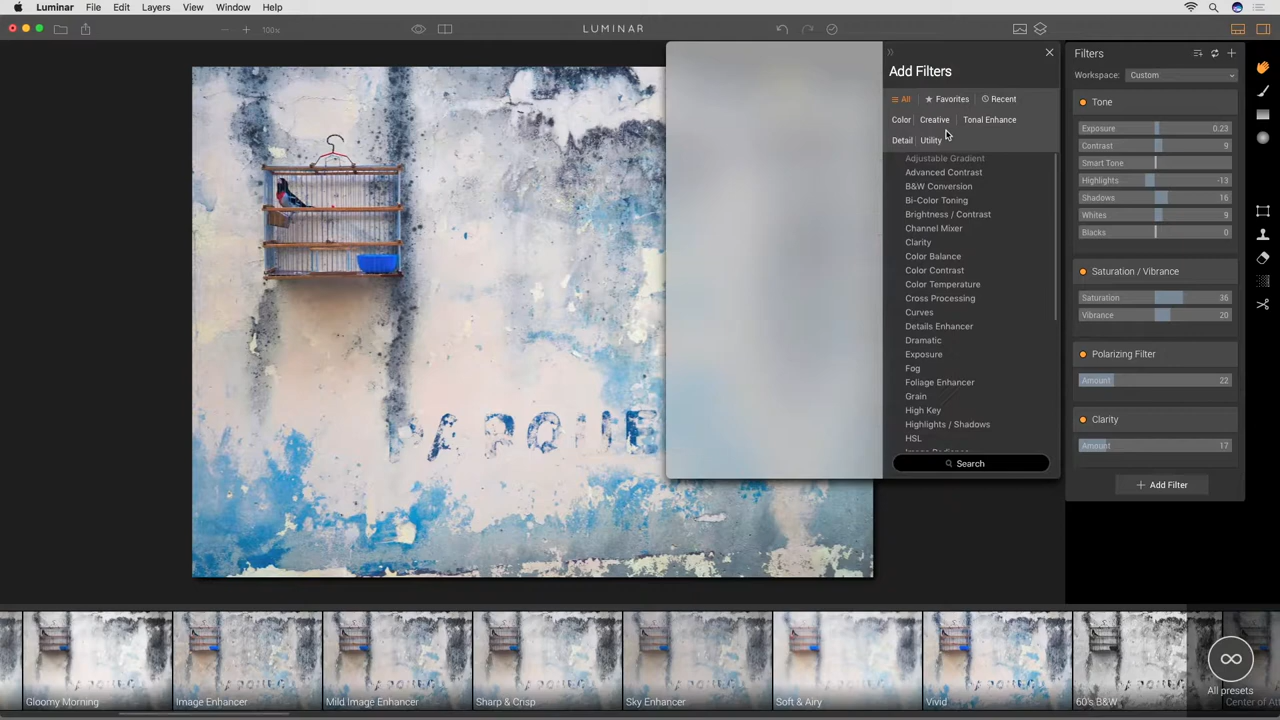 Luminar File Edit Layers View Window Help
100% LUMINAR
Add Filters
All Favorites Recent
Color Creative Tonal Enhance
Detail Utility
Adjustable Gradient
Advanced Contrast
B&W Conversion
Bi-Color Toning
Brightness / Contrast
Channel Mixer
Clarity
Color Balance
Color Contrast
Color Temperature
Cross Processing
Curves
Details Enhancer
Dramatic
Exposure
Fog
Foliage Enhancer
Grain
High Key
Highlights / Shadows
HSL
Image Radiance
Search
Filters
Workspace: Custom
Tone
Exposure 0.23
Contrast 9
Smart Tone
Highlights -13
Shadows 16
Whites 9
Blacks 0
Saturation / Vibrance
Saturation 36
Vibrance 20
Polarizing Filter
Amount 22
Clarity
Amount 17
Add Filter
PARQUE
Gloomy Morning
Image Enhancer
Mild Image Enhancer
Sharp & Crisp
Sky Enhancer
Soft & Airy
Vivid
60's B&W
All presets